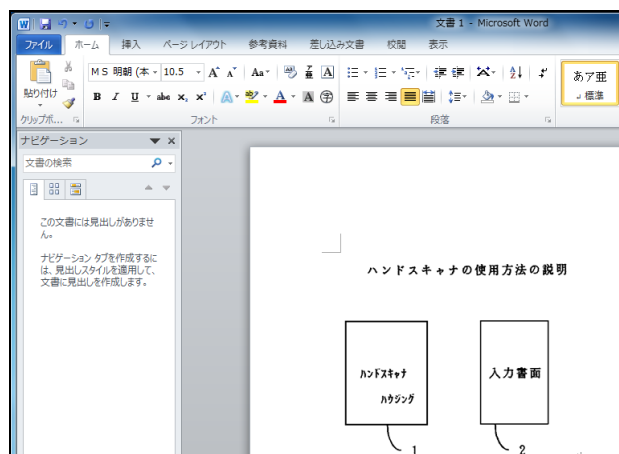 文書 1 - Microsoft Word
ファイル ホーム 挿入 ページ レイアウト 参考資料 差し込み文書 校閲 表示
貼り付け
ＭＳ 明朝 (本 10.5
あア亜
標準
クリップボ... フォント 段落
ナビゲーション
文書の検索
この文書には見出しがありませ
ん。
ナビゲーション タブを作成するに
は、見出しスタイルを適用して、
文書に見出しを作成します。
ハンドスキャナの使用方法の説明
ﾊﾝﾄﾞｽｷｬﾅ
ﾊｳｼﾞﾝｸﾞ
入力書面
1 2